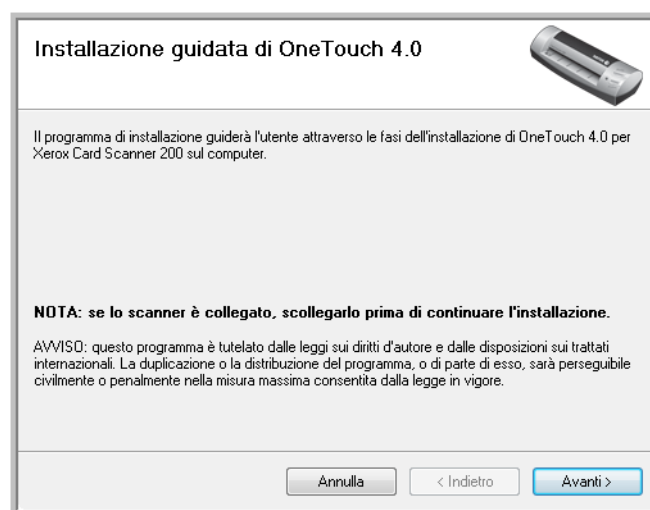 Installazione guidata di OneTouch 4.0
Il programma di installazione guiderà l'utente attraverso le fasi dell'installazione di OneTouch 4.0 per
Xerox Card Scanner 200 sul computer.
NOTA: se lo scanner è collegato, scollegarlo prima di continuare l'installazione.
AVVISO: questo programma è tutelato dalle leggi sui diritti d'autore e dalle disposizioni sui trattati
internazionali. La duplicazione o la distribuzione del programma, o di parte di esso, sarà perseguibile
civilmente o penalmente nella misura massima consentita dalla legge in vigore.
Annulla
< Indietro
Avanti >